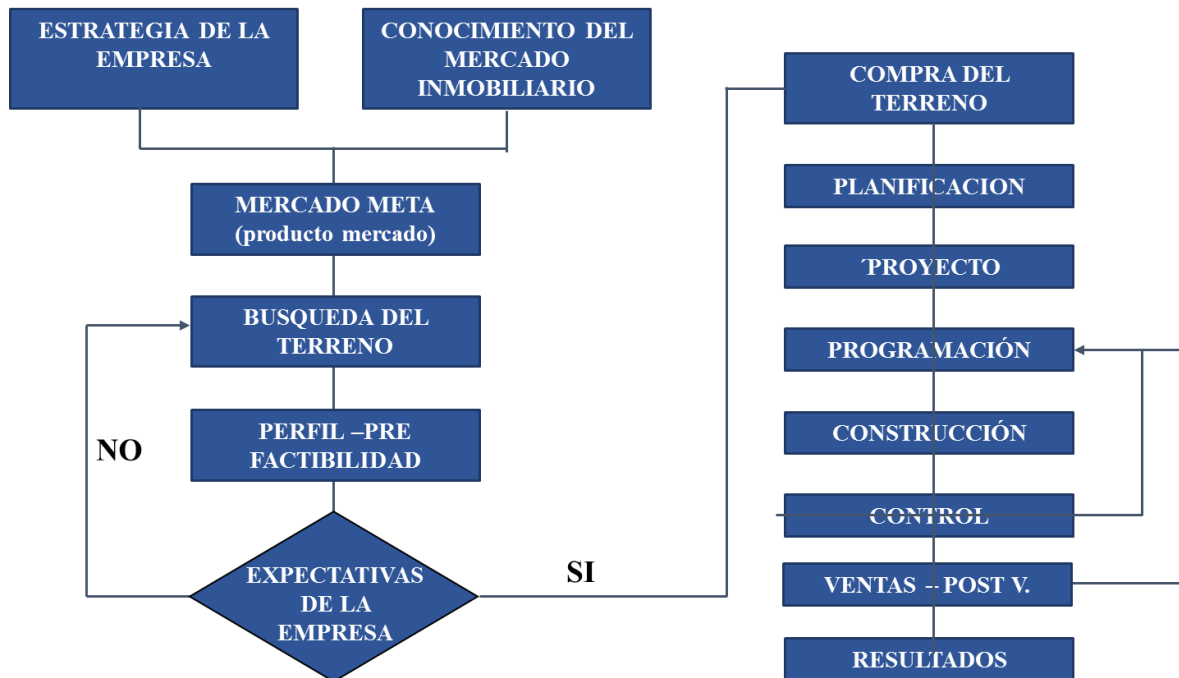 ESTRATEGIA DE LA
EMPRESA
CONOCIMIENTO DEL
MERCADO
INMOBILIARIO
MERCADO META
(producto mercado)
BUSQUEDA DEL
TERRENO
PERFIL –PRE
FACTIBILIDAD
NO
EXPECTATIVAS
DE LA
EMPRESA
SI
COMPRA DEL
TERRENO
PLANIFICACION
´PROYECTO
PROGRAMACIÓN
CONSTRUCCIÓN
CONTROL
VENTAS – POST V.
RESULTADOS